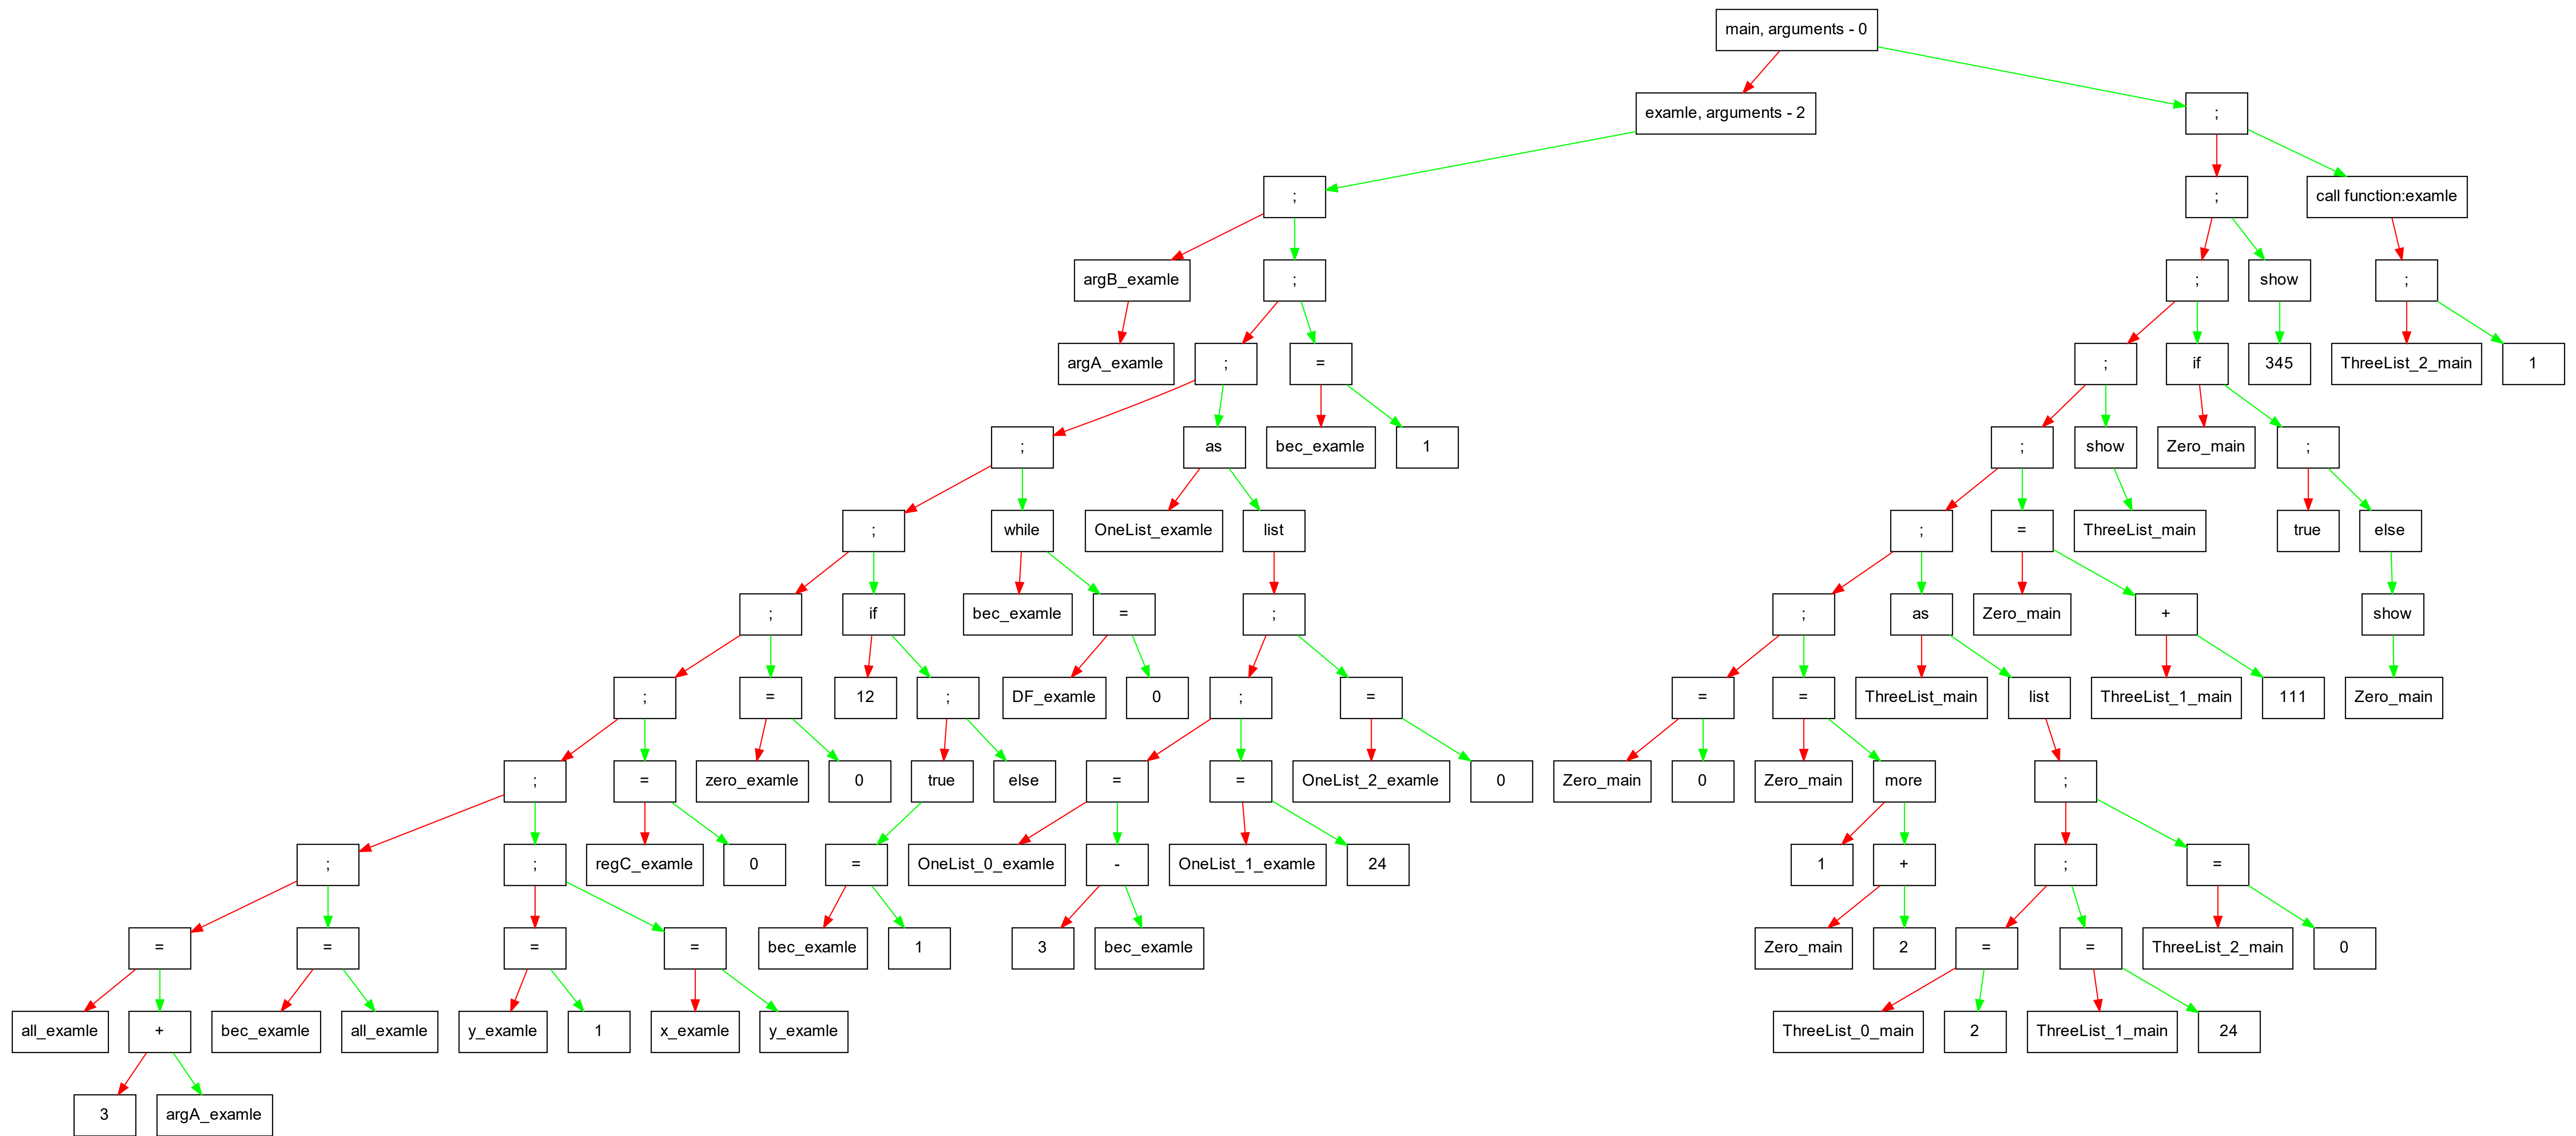 main, arguments - 0
examle, arguments - 2
;
;
;
call function:examle
argB_examle
;
;
show
;
argA_examle
;
=
;
if
345
ThreeList_2_main
1
;
as
bec_examle
1
;
show
Zero_main
;
;
while
OneList_examle
list
;
=
ThreeList_main
true
else
;
if
bec_examle
=
;
;
as
Zero_main
+
show
;
=
12
;
DF_examle
0
;
=
=
=
ThreeList_main
list
ThreeList_1_main
111
Zero_main
;
=
zero_examle
0
true
else
=
=
OneList_2_examle
0
Zero_main
0
Zero_main
more
;
;
;
regC_examle
0
=
OneList_0_examle
-
OneList_1_examle
24
1
+
;
=
=
=
=
=
bec_examle
1
3
bec_examle
Zero_main
2
=
=
ThreeList_2_main
0
all_examle
+
bec_examle
all_examle
y_examle
1
x_examle
y_examle
ThreeList_0_main
2
ThreeList_1_main
24
3
argA_examle